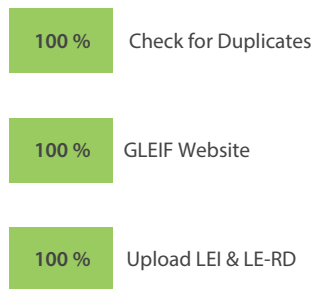 100 % Check for Duplicates
100 % GLEIF Website
100 % Upload LEI & LE-RD